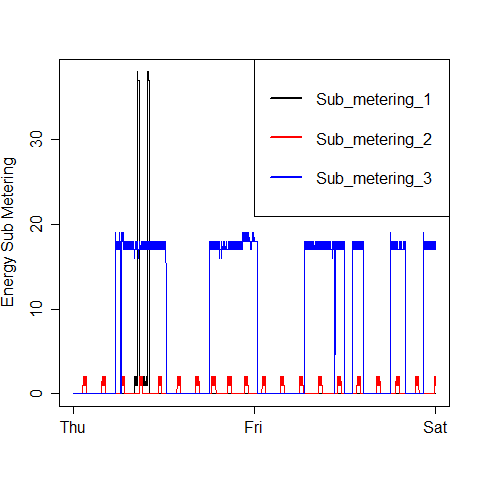 Sub_metering_1
Sub_metering_2
Sub_metering_3
Energy Sub Metering
30
20
10
0
Thu Fri Sat